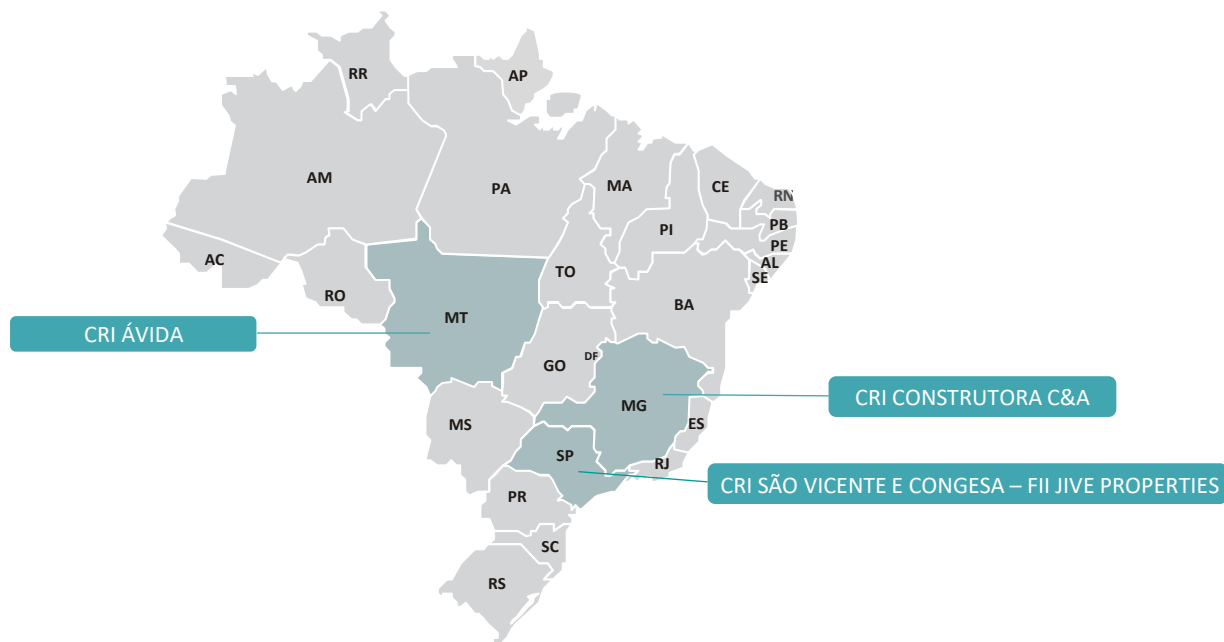 RR
AP
AM
PA
MA
CE
RN
PI
PB
PE
AC
TO
AL
SE
RO
BA
MT
CRI ÁVIDA
GO
DF
CRI CONSTRUTORA C&A
MG
MS
ES
SP
RJ
CRI SÃO VICENTE E CONGESA – FII JIVE PROPERTIES
PR
SC
RS